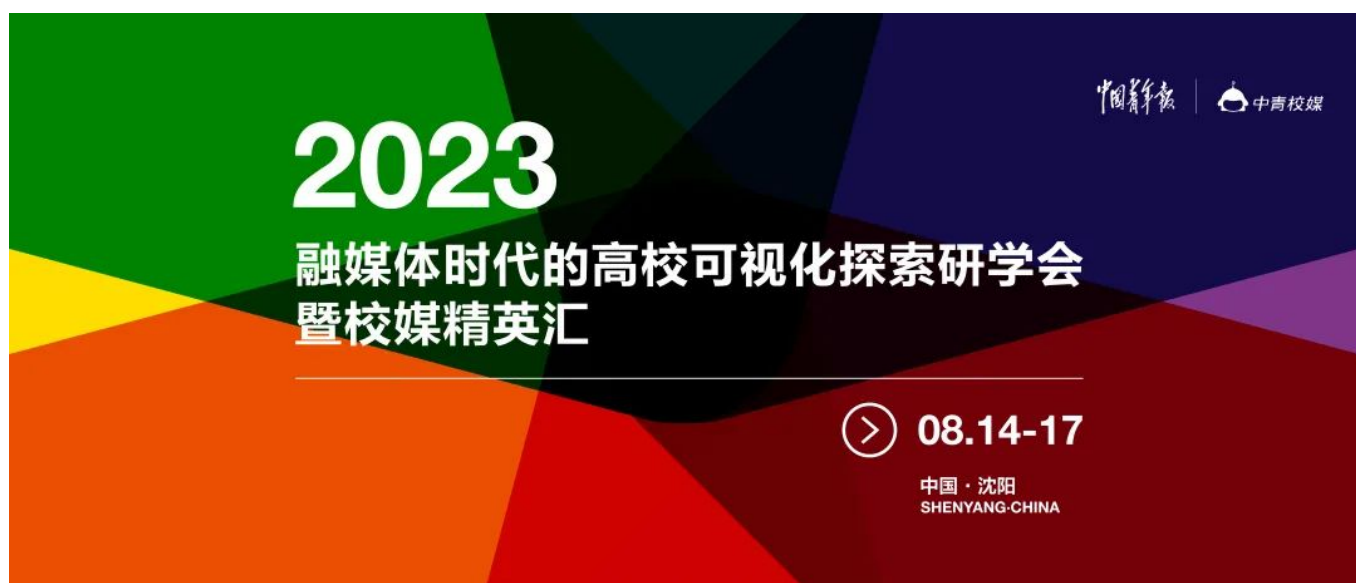 中国青年报
中青校媒
2023
融媒体时代的高校可视化探索研学会
暨校媒精英汇
08.14-17
中国·沈阳
SHENYANG·CHINA